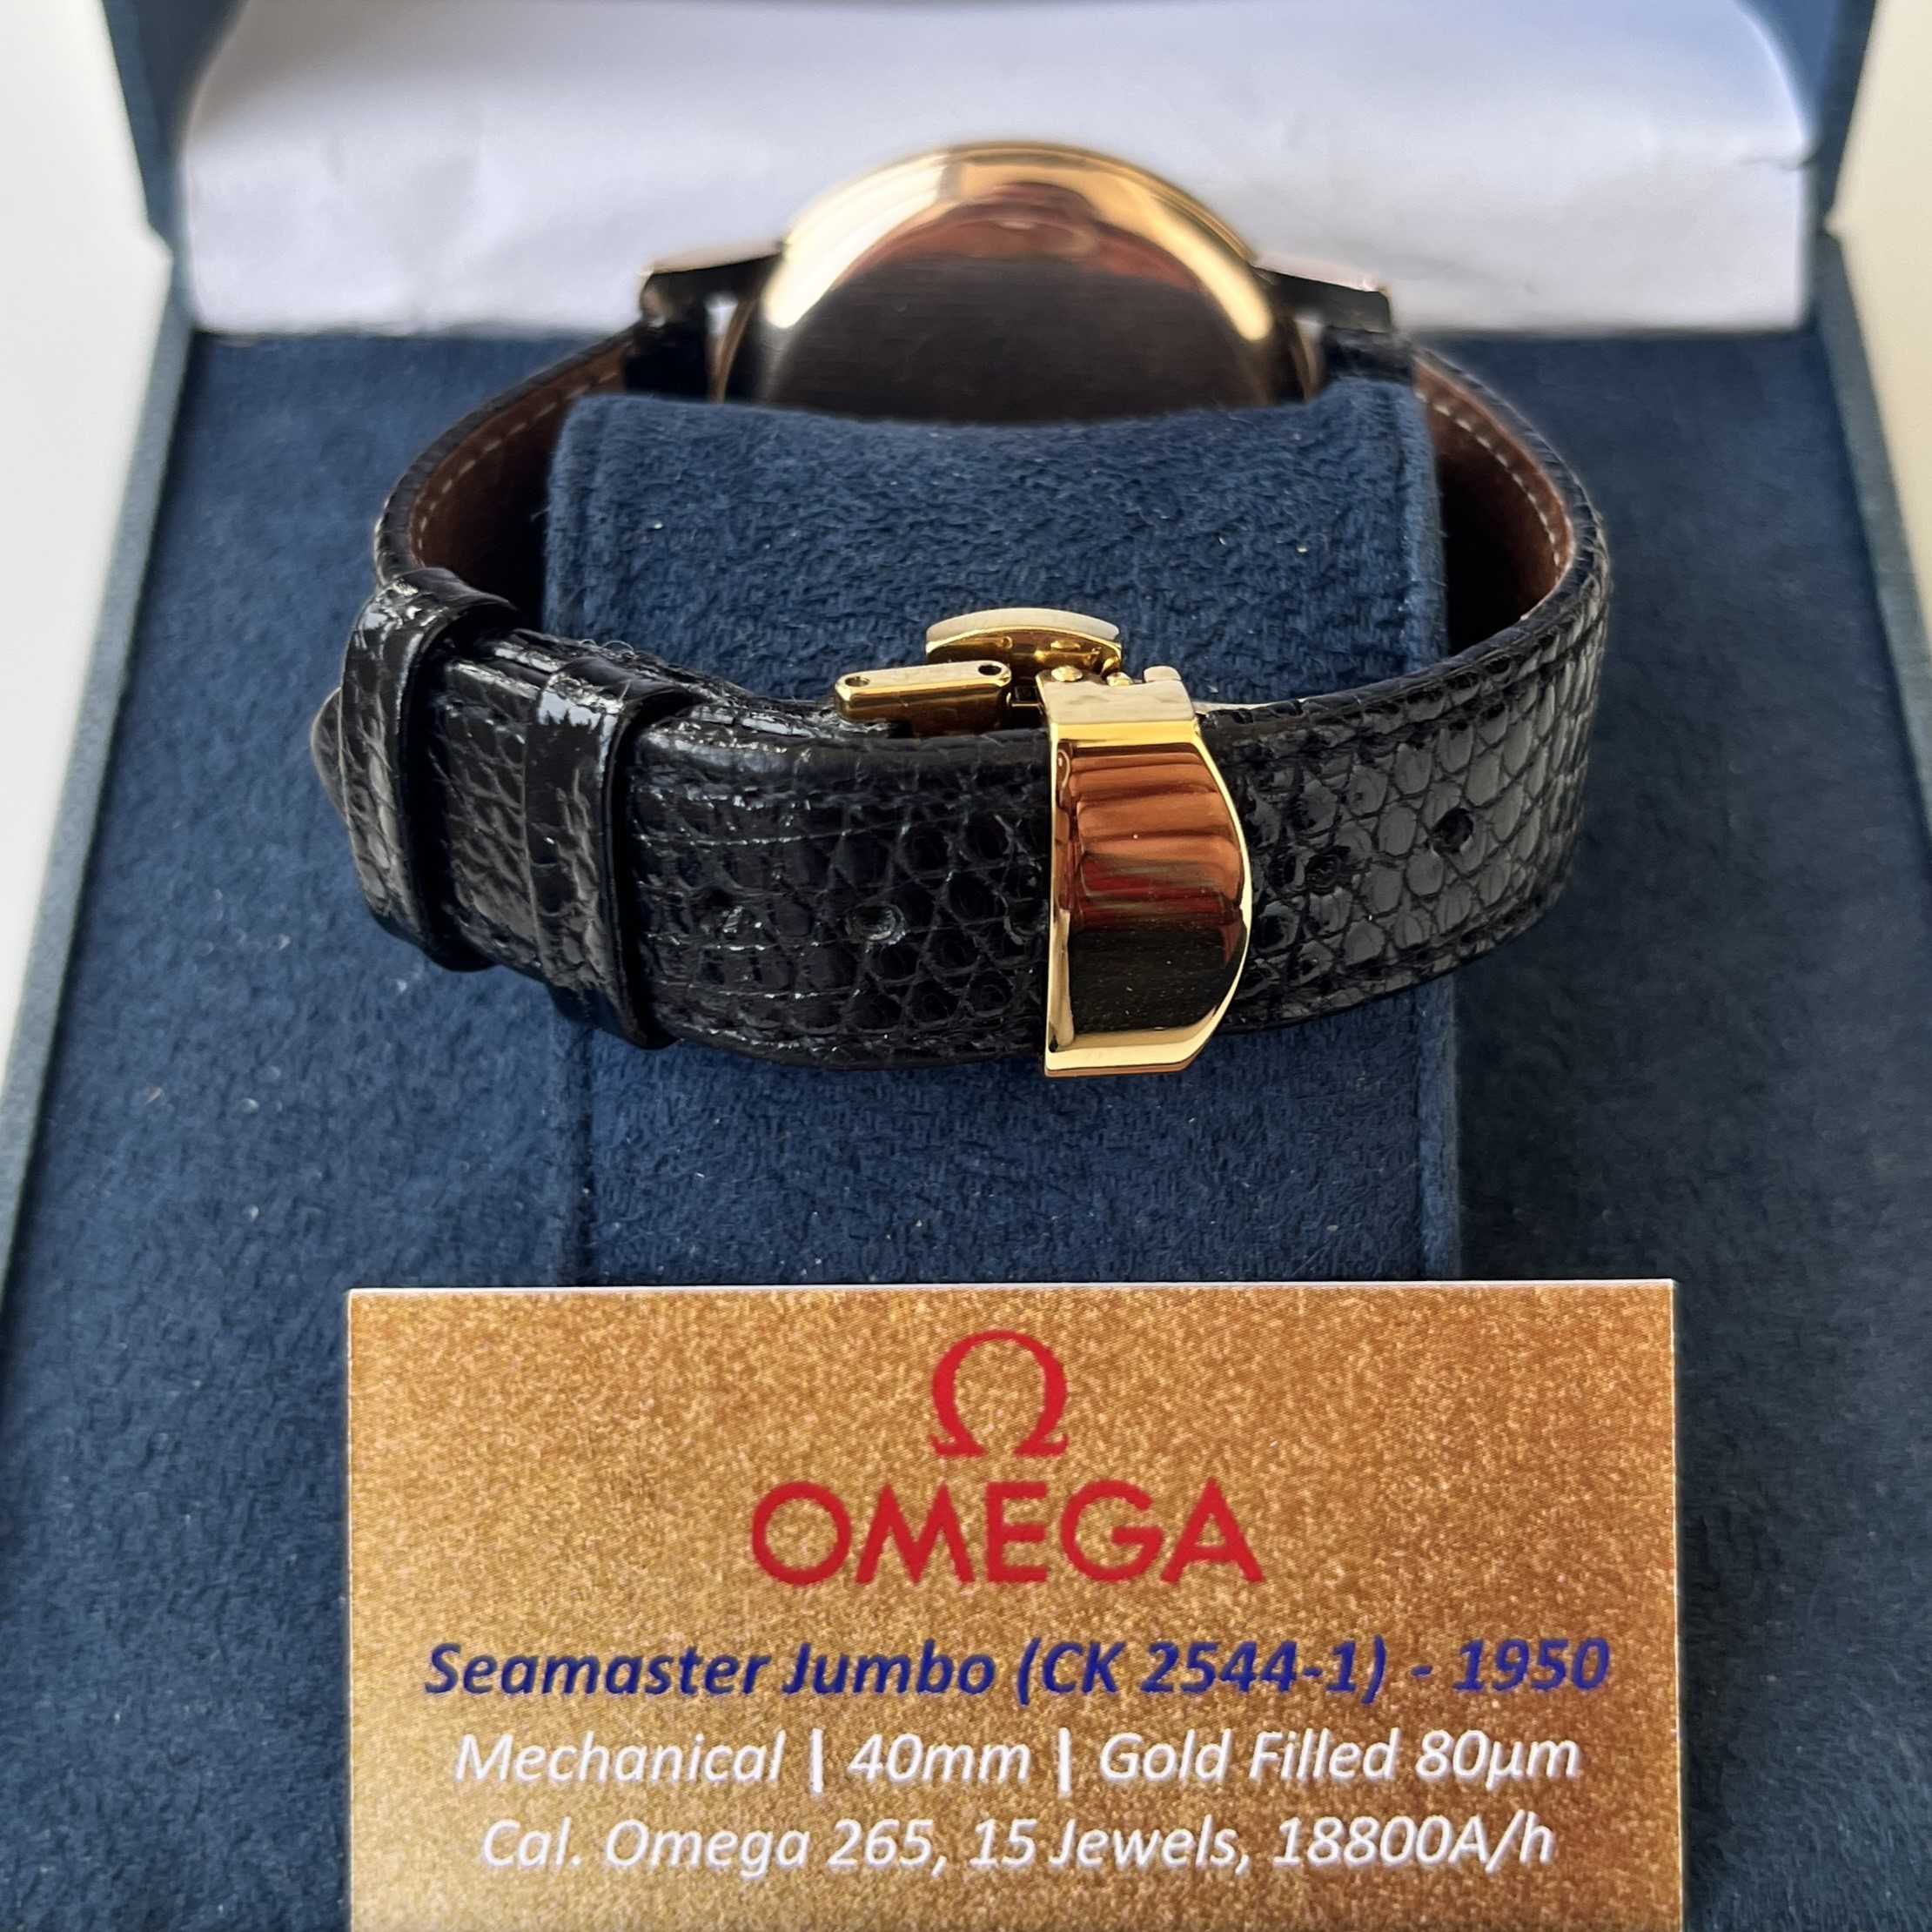 Ω
OMEGA
Seamaster Jumbo (CK 2544-1) - 1950
Mechanical | 40mm | Gold Filled 80µm
Cal. Omega 265, 15 Jewels, 18800A/h